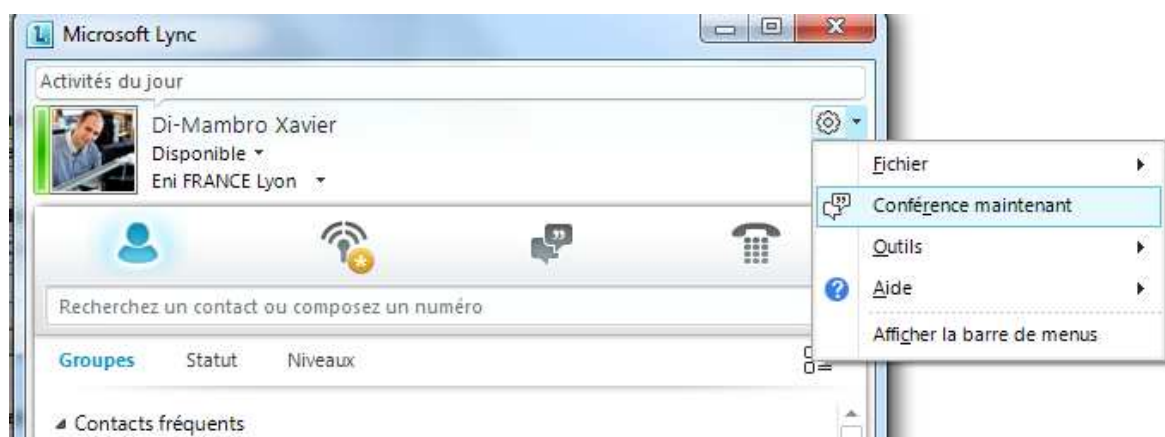 Microsoft Lync
Activités du jour
Di-Mambro Xavier
Disponible
Eni FRANCE Lyon
Fichier
Conférence maintenant
Outils
Aide
Afficher la barre de menus
Recherchez un contact ou composez un numéro
Groupes Statut Niveaux
Contacts fréquents